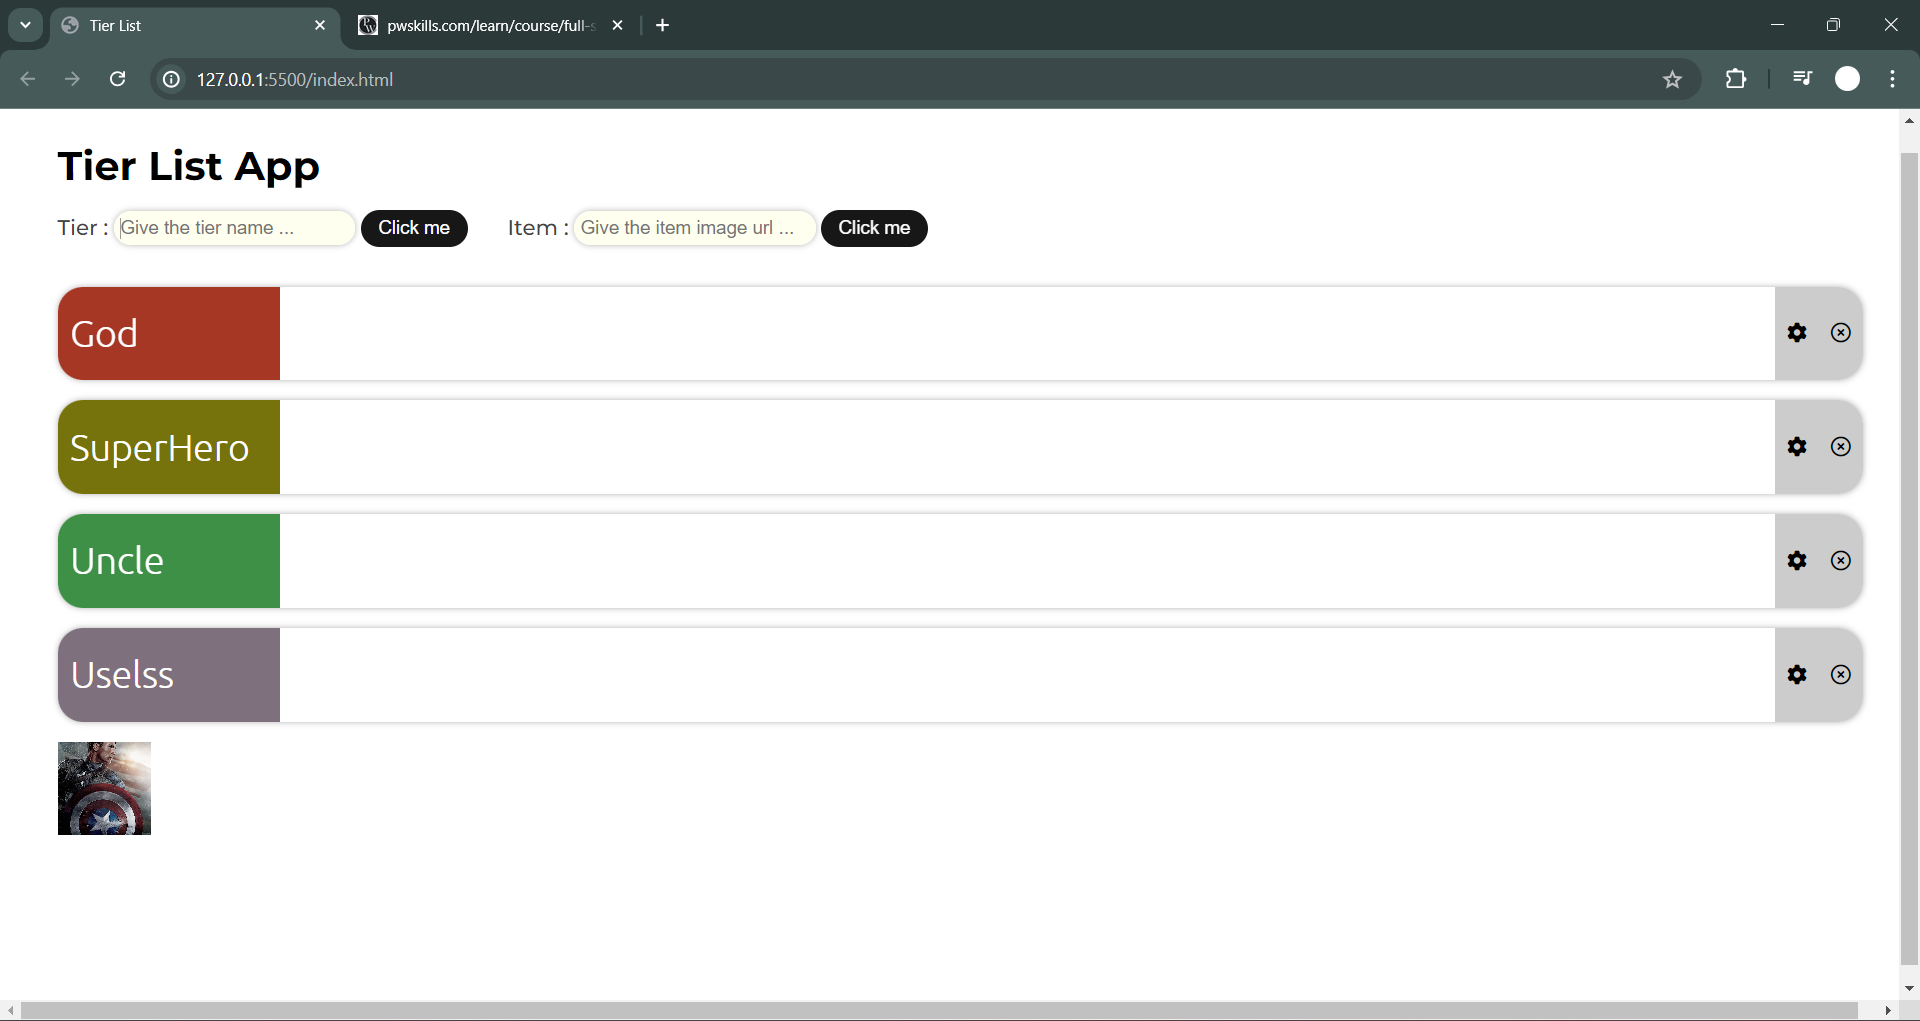 Tier List
pwskills.com/learn/course/full-s
127.0.0.1:5500/index.html
Tier List App
Tier : Give the tier name ... Click me Item : Give the item image url ... Click me
God
SuperHero
Uncle
Uselss